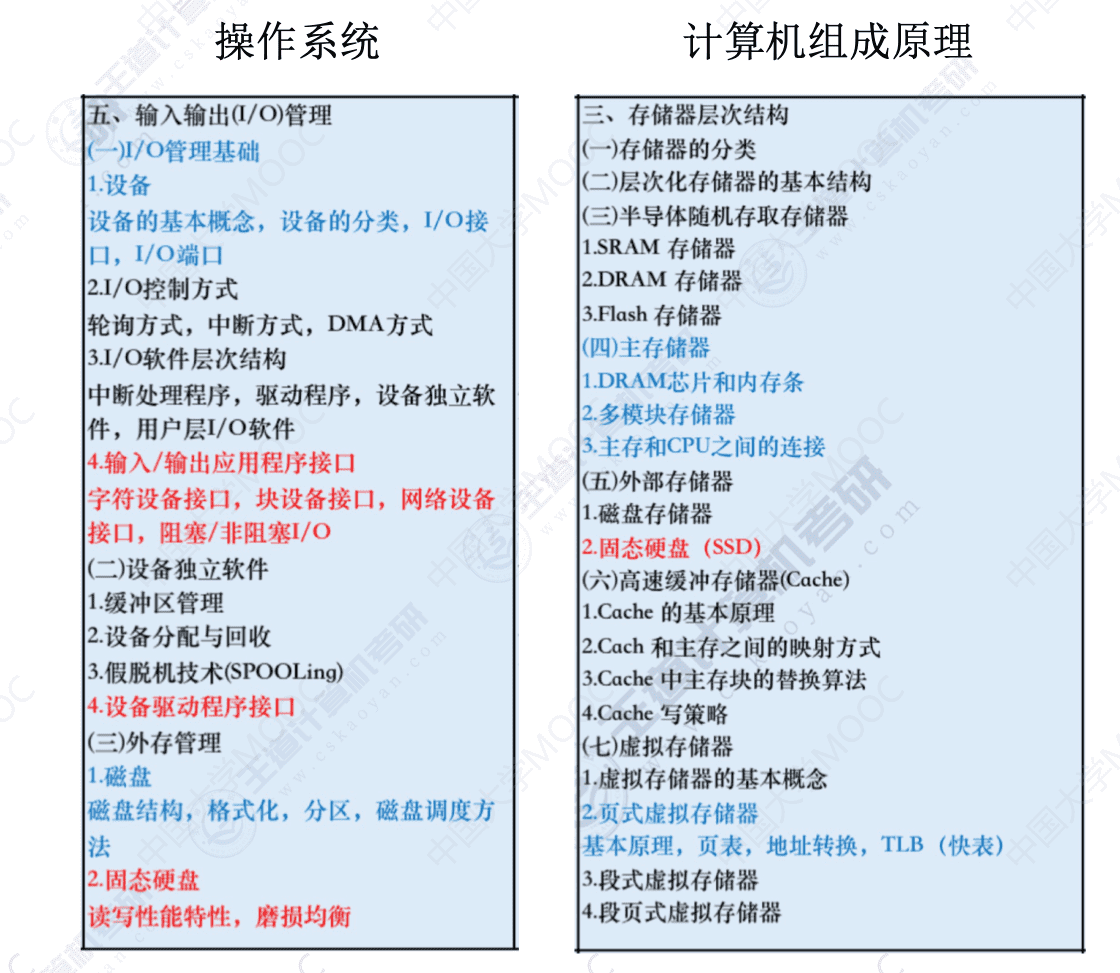 操作系统
五、输入输出(I/O)管理
(一)I/O管理基础
1.设备
设备的基本概念，设备的分类，I/O接
口，I/O端口
2.I/O控制方式
轮询方式，中断方式，DMA方式
3.I/O软件层次结构
中断处理程序，驱动程序，设备独立软
件，用户层I/O软件
4.输入/输出应用程序接口
字符设备接口，块设备接口，网络设备
接口，阻塞/非阻塞I/O
(二)设备独立软件
1.缓冲区管理
2.设备分配与回收
3.假脱机技术(SPOOLing)
4.设备驱动程序接口
(三)外存管理
1.磁盘
磁盘结构，格式化，分区，磁盘调度方
法
2.固态硬盘
读写性能特性，磨损均衡
计算机组成原理
三、存储器层次结构
(一)存储器的分类
(二)层次化存储器的基本结构
(三)半导体随机存取存储器
1.SRAM 存储器
2.DRAM 存储器
3.Flash 存储器
(四)主存储器
1.DRAM芯片和内存条
2.多模块存储器
3.主存和CPU之间的连接
(五)外部存储器
1.磁盘存储器
2.固态硬盘（SSD）
(六)高速缓冲存储器(Cache)
1.Cache 的基本原理
2.Cach 和主存之间的映射方式
3.Cache 中主存块的替换算法
4.Cache 写策略
(七)虚拟存储器
1.虚拟存储器的基本概念
2.页式虚拟存储器
基本原理，页表，地址转换，TLB（快表）
3.段式虚拟存储器
4.段页式虚拟存储器
王道计算机考研
www.cskaoyan.com
中国大学MOOC